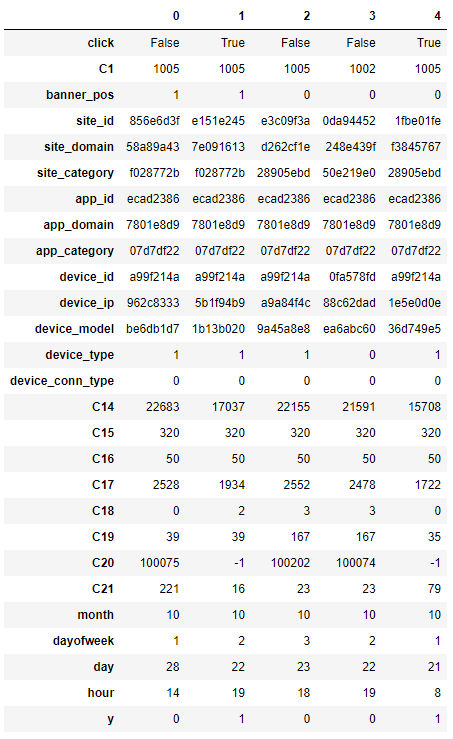 0 1 2 3 4
click False True False False True
C1 1005 1005 1005 1002 1005
banner_pos 1 1 0 0 0
site_id 856e6d3f e151e245 e3c09f3a 0da94452 1fbe01fe
site_domain 58a89a43 7e091613 d262cf1e 248e439f f3845767
site_category f028772b f028772b 28905ebd 50e219e0 28905ebd
app_id ecad2386 ecad2386 ecad2386 ecad2386 ecad2386
app_domain 7801e8d9 7801e8d9 7801e8d9 7801e8d9 7801e8d9
app_category 07d7df22 07d7df22 07d7df22 07d7df22 07d7df22
device_id a99f214a a99f214a a99f214a 0fa578fd a99f214a
device_ip 962c8333 5b1f94b9 a9a84f4c 88c62dad 1e5e0d0e
device_model be6db1d7 1b13b020 9a45a8e8 ea6abc60 36d749e5
device_type 1 1 1 0 1
device_conn_type 0 0 0 0 0
C14 22683 17037 22155 21591 15708
C15 320 320 320 320 320
C16 50 50 50 50 50
C17 2528 1934 2552 2478 1722
C18 0 2 3 3 0
C19 39 39 167 167 35
C20 100075 -1 100202 100074 -1
C21 221 16 23 23 79
month 10 10 10 10 10
dayofweek 1 2 3 2 1
day 28 22 23 22 21
hour 14 19 18 19 8
y 0 1 0 0 1